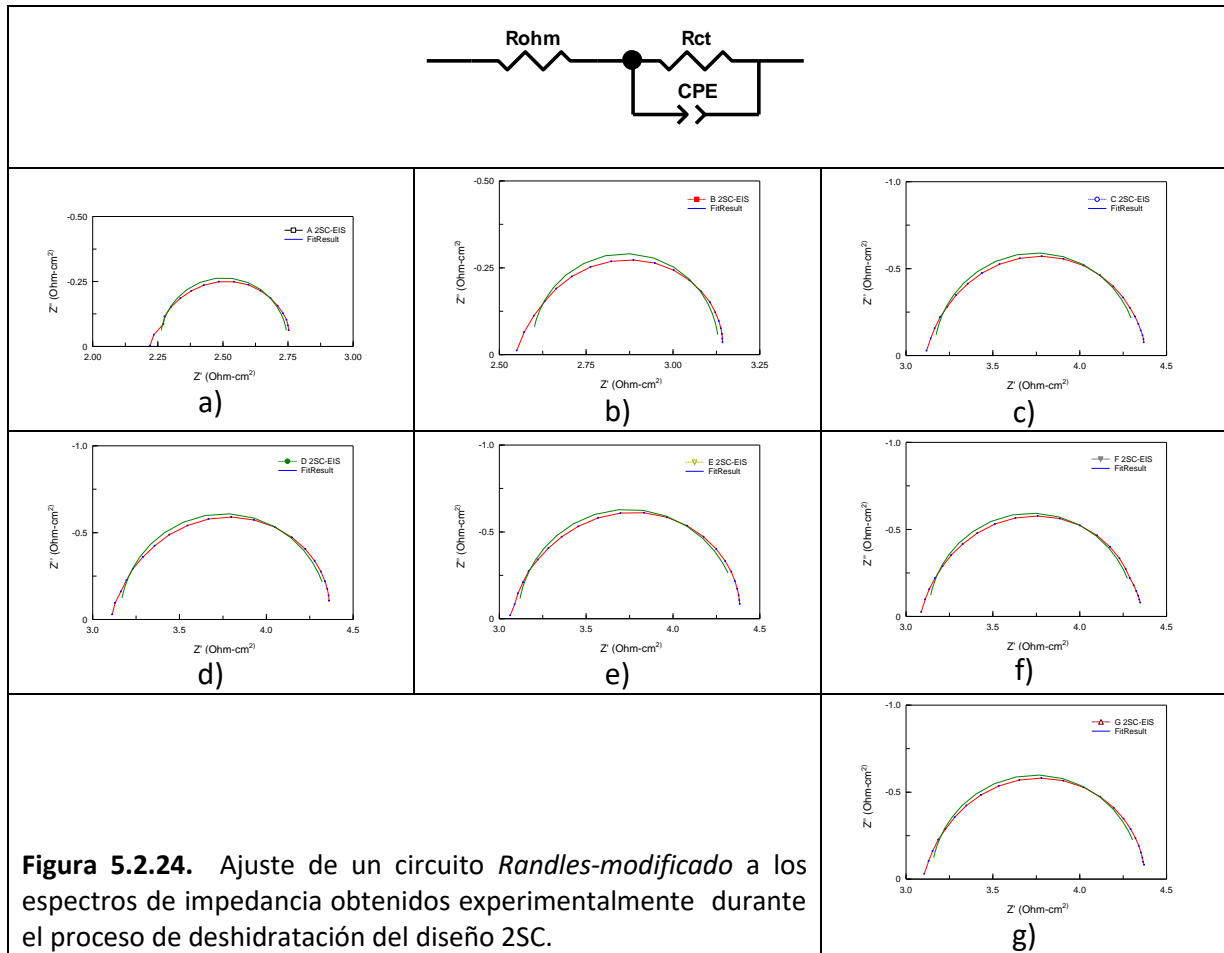 Rohm
Rct
CPE
-0.50
-0.25
0
Z'' (Ohm-cm²)
A 2SC-EIS
FitResult
2.00
2.25
2.50
2.75
3.00
Z' (Ohm-cm²)
a)
-0.50
-0.25
0
Z'' (Ohm-cm²)
B 2SC-EIS
FitResult
2.50
2.75
3.00
3.25
Z' (Ohm-cm²)
b)
-1.0
-0.5
0
Z'' (Ohm-cm²)
C 2SC-EIS
FitResult
3.0
3.5
4.0
4.5
Z' (Ohm-cm²)
c)
-1.0
-0.5
0
Z'' (Ohm-cm²)
D 2SC-EIS
FitResult
3.0
3.5
4.0
4.5
Z' (Ohm-cm²)
d)
-1.0
-0.5
0
Z'' (Ohm-cm²)
E 2SC-EIS
FitResult
3.0
3.5
4.0
4.5
Z' (Ohm-cm²)
e)
-1.0
-0.5
0
Z'' (Ohm-cm²)
F 2SC-EIS
FitResult
3.0
3.5
4.0
4.5
Z' (Ohm-cm²)
f)
Figura 5.2.24. Ajuste de un circuito Randles-modificado a los
espectros de impedancia obtenidos experimentalmente durante
el proceso de deshidratación del diseño 2SC.
-1.0
-0.5
0
Z'' (Ohm-cm²)
G 2SC-EIS
FitResult
3.0
3.5
4.0
4.5
Z' (Ohm-cm²)
g)